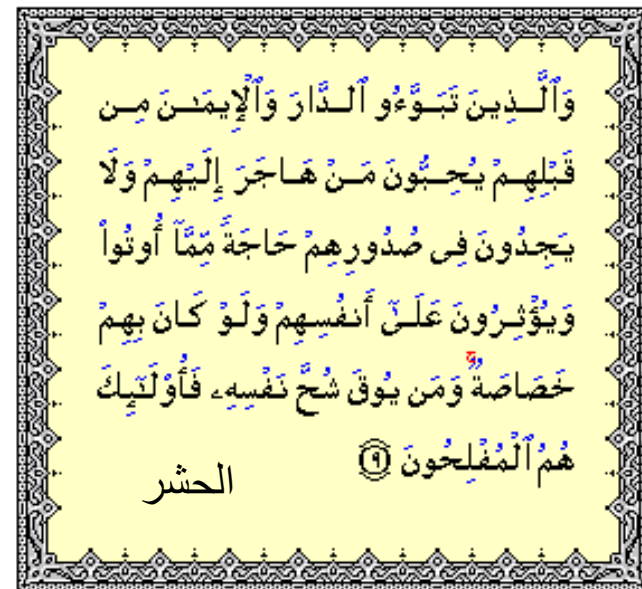 وَٱلَّذِينَ تَبَوَّءُو ٱلدَّارَ وَٱلْإِيمَـٰنَ مِن
قَبْلِهِمْ يُحِبُّونَ مَنْ هَاجَرَ إِلَيْهِمْ وَلَا
يَجِدُونَ فِى صُدُورِهِمْ حَاجَةً مِّمَّآ أُوتُوا۟
وَيُؤْثِرُونَ عَلَىٰٓ أَنفُسِهِمْ وَلَوْ كَانَ بِهِمْ
خَصَاصَةٌ ۚ وَمَن يُوقَ شُحَّ نَفْسِهِۦ فَأُو۟لَـٰٓئِكَ
هُمُ ٱلْمُفْلِحُونَ ۝٩
الحشر